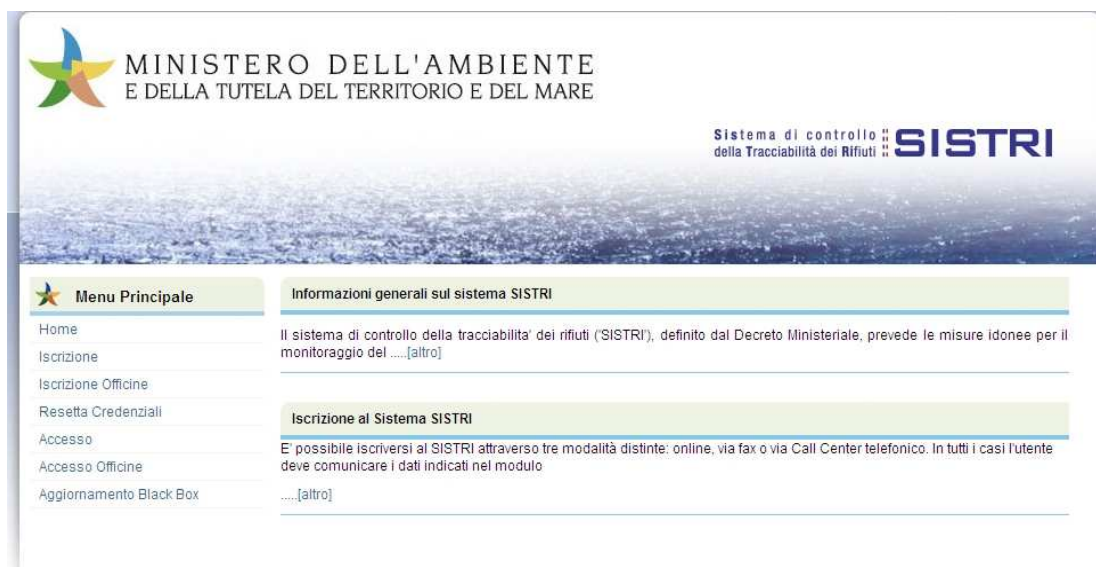 MINISTERO DELL'AMBIENTE
E DELLA TUTELA DEL TERRITORIO E DEL MARE
Sistema di controllo
della Tracciabilità dei Rifiuti
SISTRI
Menu Principale
Home
Iscrizione
Iscrizione Officine
Resetta Credenziali
Accesso
Accesso Officine
Aggiornamento Black Box
Informazioni generali sul sistema SISTRI
Il sistema di controllo della tracciabilita' dei rifiuti ('SISTRI'), definito dal Decreto Ministeriale, prevede le misure idonee per il
monitoraggio del .....[altro]
Iscrizione al Sistema SISTRI
E' possibile iscriversi al SISTRI attraverso tre modalità distinte: online, via fax o via Call Center telefonico. In tutti i casi l'utente
deve comunicare i dati indicati nel modulo
.....[altro]